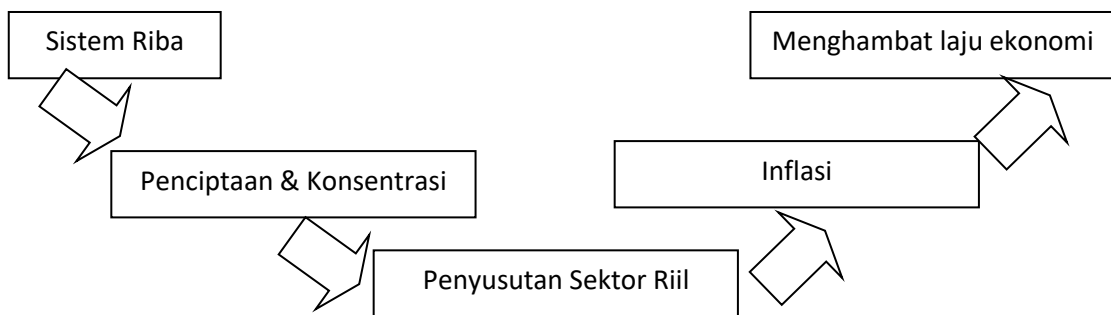 Sistem Riba
Menghambat laju ekonomi
Penciptaan & Konsentrasi
Inflasi
Penyusutan Sektor Riil